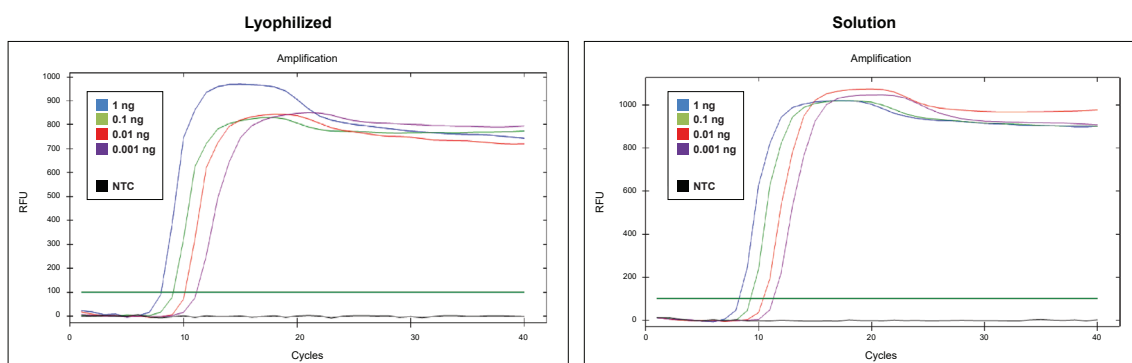 Lyophilized
Amplification
1000
900
800
700
600
500
400
300
200
100
0
RFU
1 ng
0.1 ng
0.01 ng
0.001 ng
NTC
0 10 20 30 40
Cycles
Solution
Amplification
1000
800
600
400
200
0
RFU
1 ng
0.1 ng
0.01 ng
0.001 ng
NTC
0 10 20 30 40
Cycles